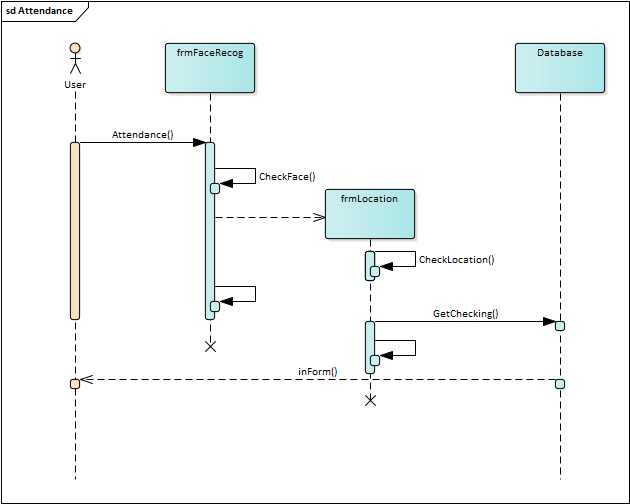 sd Attendance
User
frmFaceRecog
Database
Attendance()
CheckFace()
frmLocation
CheckLocation()
GetChecking()
inForm()